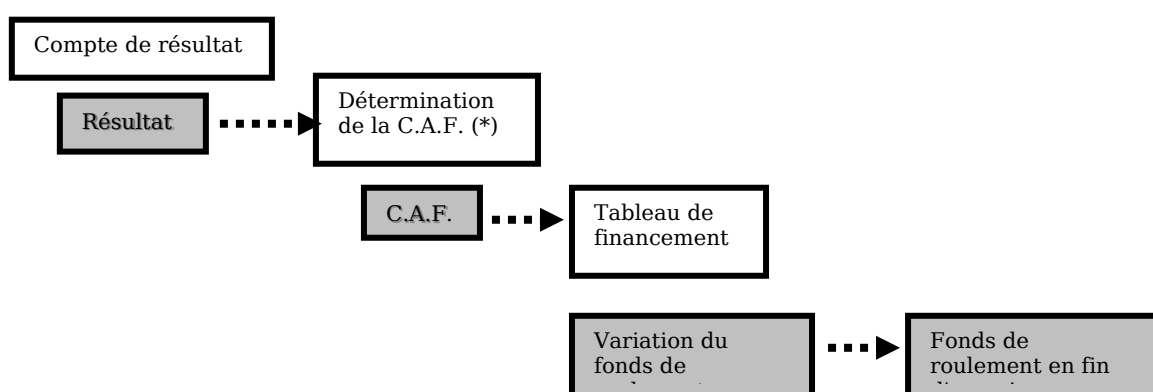 Compte de résultat
Résultat
Détermination
de la C.A.F. (*)
C.A.F.
Tableau de
financement
Variation du
fonds de
Fonds de
roulement en fin